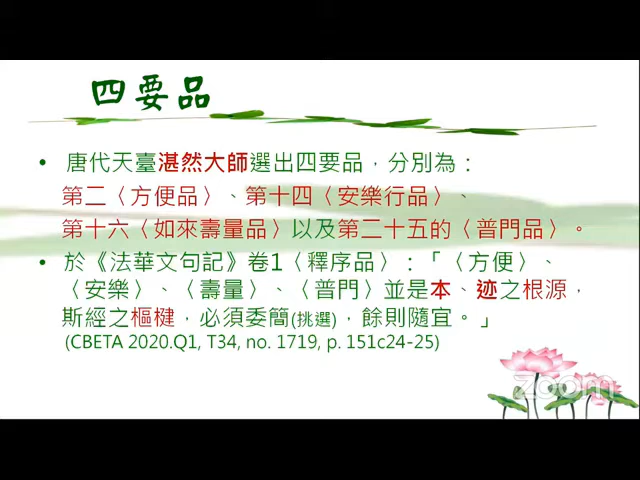 四要品
• 唐代天臺湛然大師選出四要品，分別為：
第二〈方便品〉、第十四〈安樂行品〉、
第十六〈如來壽量品〉以及第二十五的〈普門品〉。
• 於《法華文句記》卷1〈釋序品〉：「〈方便〉、
〈安樂〉、〈壽量〉、〈普門〉並是本、迹之根源，
斯經之樞楗，必須委簡(挑選)，餘則隨宜。」
(CBETA 2020.Q1, T34, no. 1719, p. 151c24-25)
zoom